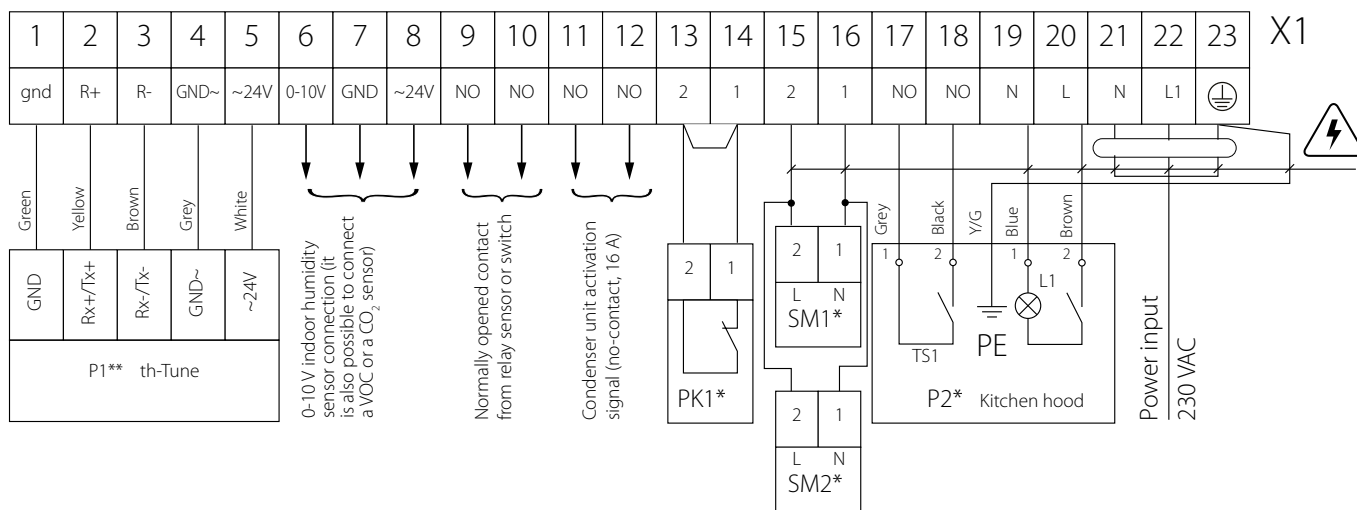 1 2 3 4 5 6 7 8 9 10 11 12 13 14 15 16 17 18 19 20 21 22 23 X1
gnd R+ R- GND~ ~24V 0-10V GND ~24V NO NO NO NO 2 1 2 1 NO NO N L N L1
Green
Yellow
Brown
Grey
White
GND
Rx+/Tx+
Rx-/Tx-
GND~
~24V
P1** th-Tune
0-10 V indoor humidity
sensor connection (it
is also possible to connect
a VOC or a CO₂ sensor)
Normally opened contact
from relay sensor or switch
Condenser unit activation
signal (no-contact, 16 A)
2 1
PK1*
2 1
L N
SM1*
2 1
L N
SM2*
Grey
Black
Y/G
Blue
Brown
1 2 1 2
L1
TS1
PE
P2* Kitchen hood
Power input
230 VAC